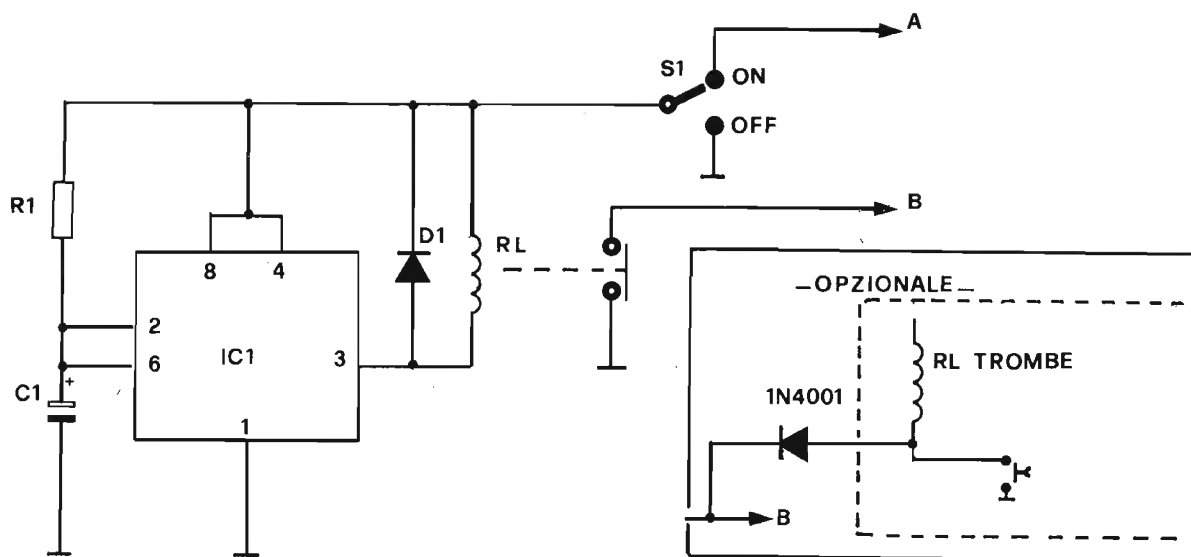 A
S1
ON
OFF
R1
D1
RL
B
8
4
—OPZIONALE—
2
6
IC1
3
RL TROMBE
1N4001
C1
+
1
B